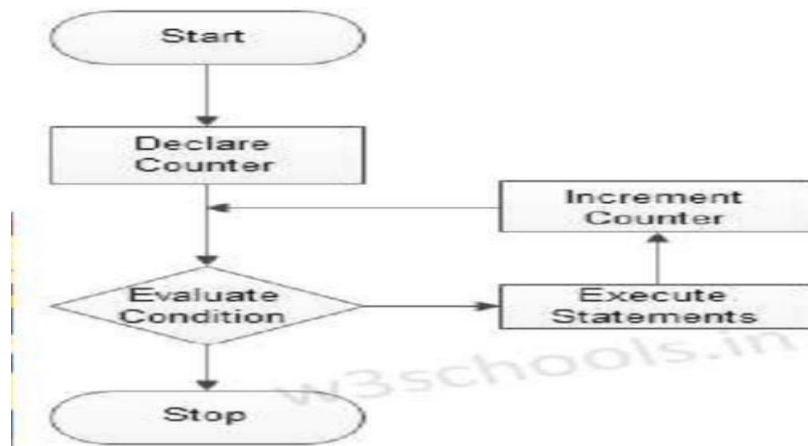 Start
Declare
Counter
Increment
Counter
Evaluate
Condition
Execute
Statements
Stop
w3schools.in